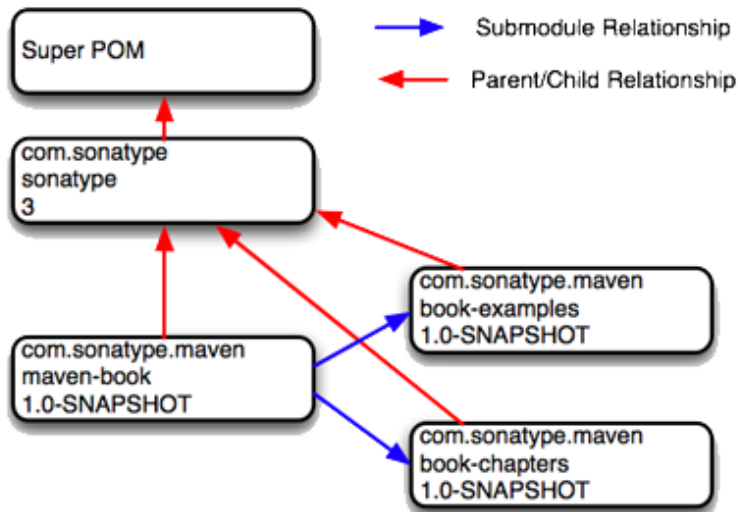 Super POM
Submodule Relationship
Parent/Child Relationship
com.sonatype
sonatype
3
com.sonatype.maven
book-examples
1.0-SNAPSHOT
com.sonatype.maven
maven-book
1.0-SNAPSHOT
com.sonatype.maven
book-chapters
1.0-SNAPSHOT